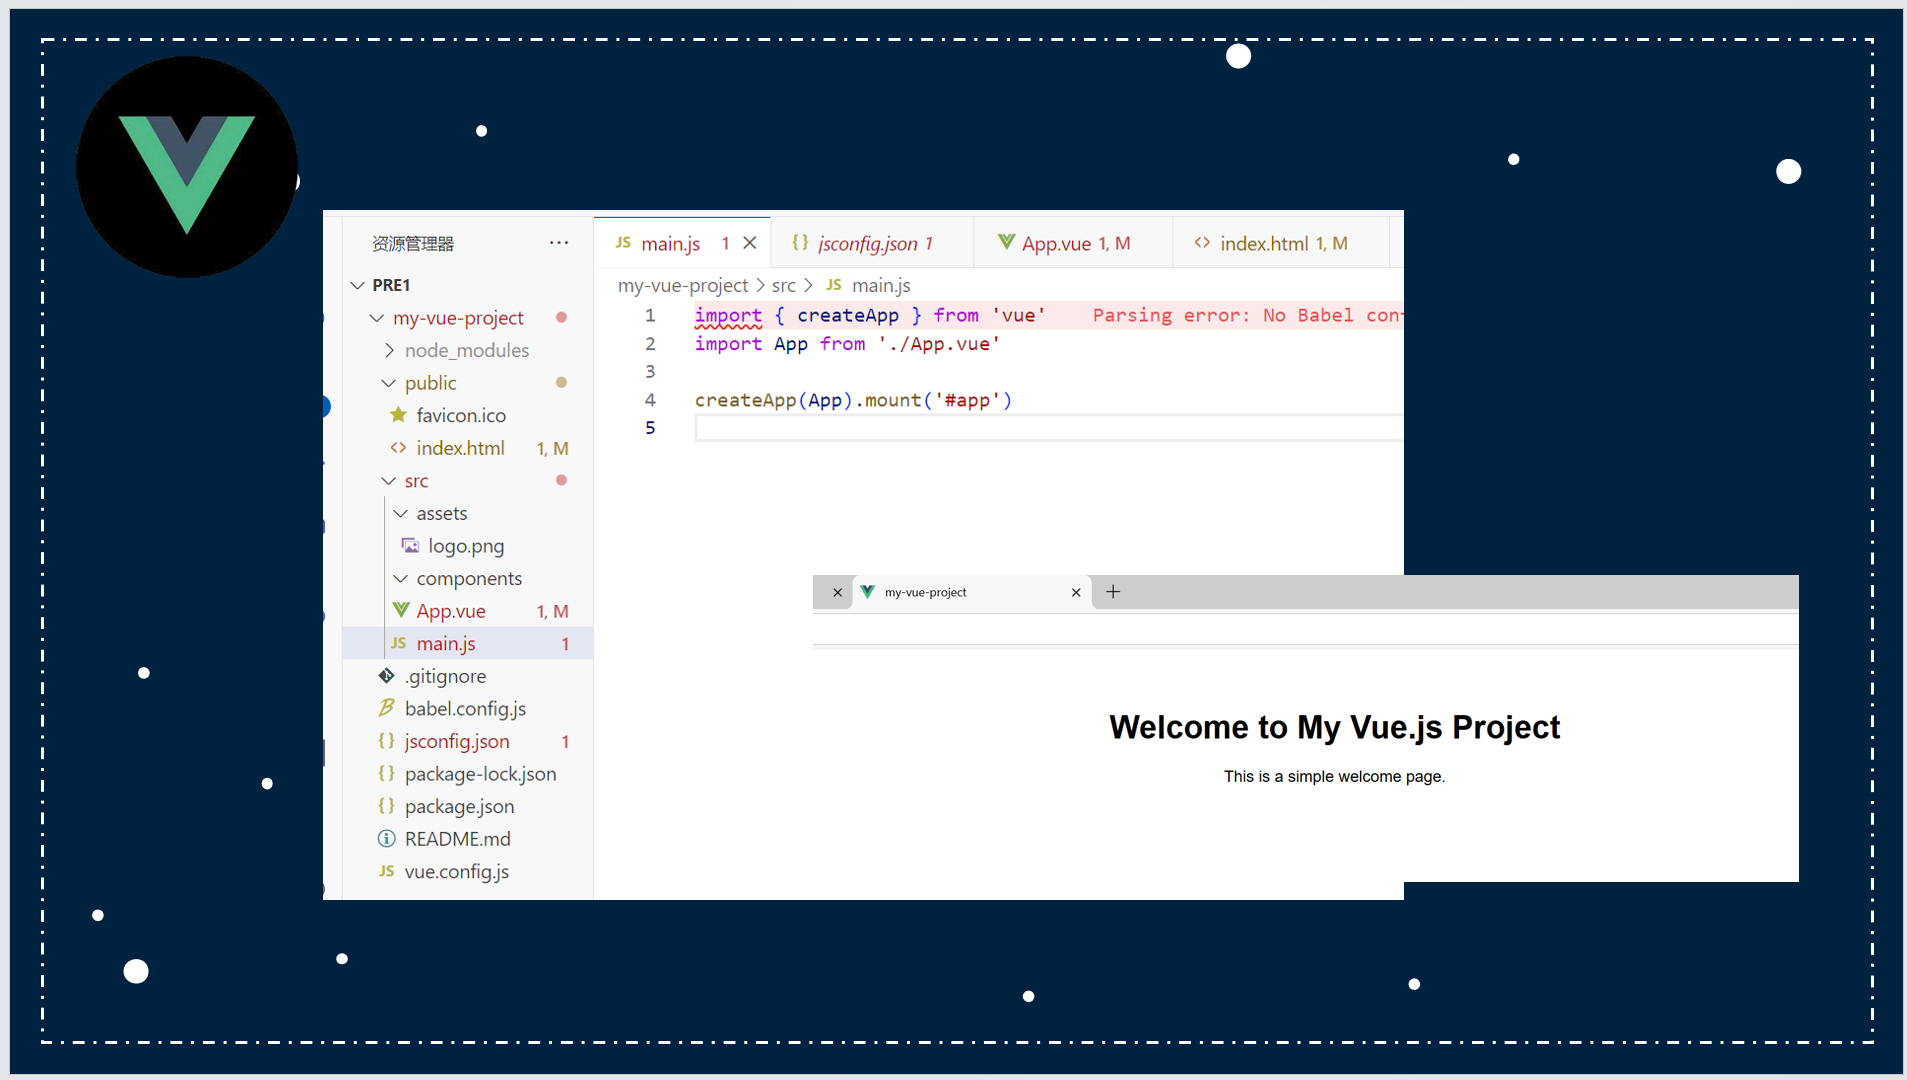 资源管理器 ···
PRE1
my-vue-project
node_modules
public
favicon.ico
index.html 1, M
src
assets
logo.png
components
App.vue 1, M
JS main.js 1
.gitignore
babel.config.js
{} jsconfig.json 1
{} package-lock.json
{} package.json
README.md
JS vue.config.js
JS main.js 1 × {} jsconfig.json 1 App.vue 1, M <> index.html 1, M
my-vue-project > src > JS main.js
1 import { createApp } from 'vue' Parsing error: No Babel
2 import App from './App.vue'
3
4 createApp(App).mount('#app')
5
× my-vue-project × +
Welcome to My Vue.js Project
This is a simple welcome page.